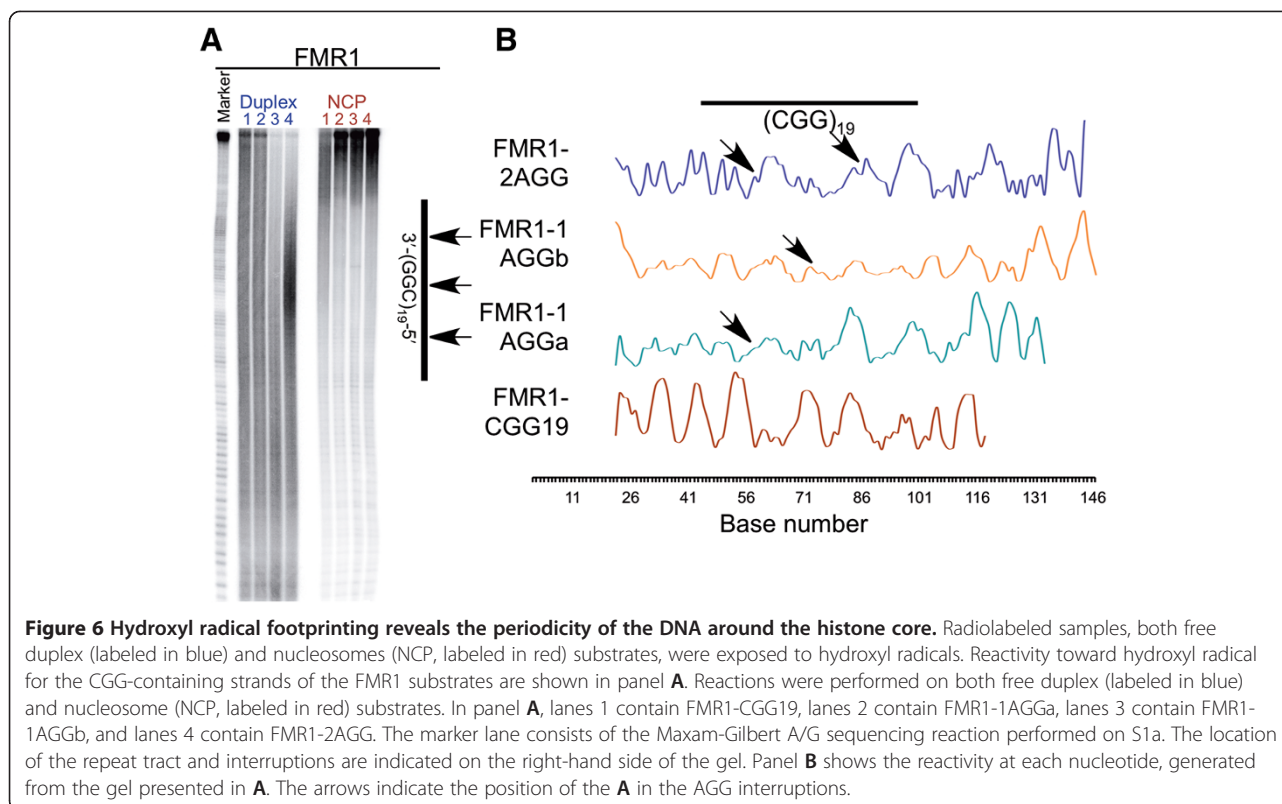 A
FMR1
Marker
Duplex
NCP
1 2 3 4
1 2 3 4
3′-(GGC)19-5′
B
(CGG)19
FMR1-
2AGG
FMR1-1
AGGb
FMR1-1
AGGa
FMR1-
CGG19
11 26 41 56 71 86 101 116 131 146
Base number
Figure 6 Hydroxyl radical footprinting reveals the periodicity of the DNA around the histone core. Radiolabeled samples, both free
duplex (labeled in blue) and nucleosomes (NCP, labeled in red) substrates, were exposed to hydroxyl radicals. Reactivity toward hydroxyl radical
for the CGG-containing strands of the FMR1 substrates are shown in panel A. Reactions were performed on both free duplex (labeled in blue)
and nucleosome (NCP, labeled in red) substrates. In panel A, lanes 1 contain FMR1-CGG19, lanes 2 contain FMR1-1AGGa, lanes 3 contain FMR1-
1AGGb, and lanes 4 contain FMR1-2AGG. The marker lane consists of the Maxam-Gilbert A/G sequencing reaction performed on S1a. The location
of the repeat tract and interruptions are indicated on the right-hand side of the gel. Panel B shows the reactivity at each nucleotide, generated
from the gel presented in A. The arrows indicate the position of the A in the AGG interruptions.